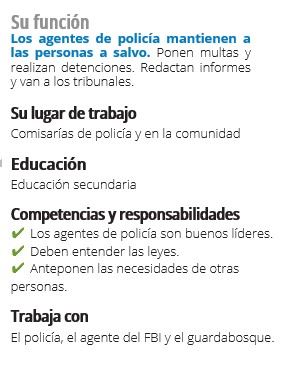 Su función
Los agentes de policía mantienen a
las personas a salvo. Ponen multas y
realizan detenciones. Redactan informes
y van a los tribunales.
Su lugar de trabajo
Comisarías de policía y en la comunidad
Educación
Educación secundaria
Competencias y responsabilidades
✔ Los agentes de policía son buenos líderes.
✔ Deben entender las leyes.
✔ Anteponen las necesidades de otras
personas.
Trabaja con
El policía, el agente del FBI y el guardabosque.